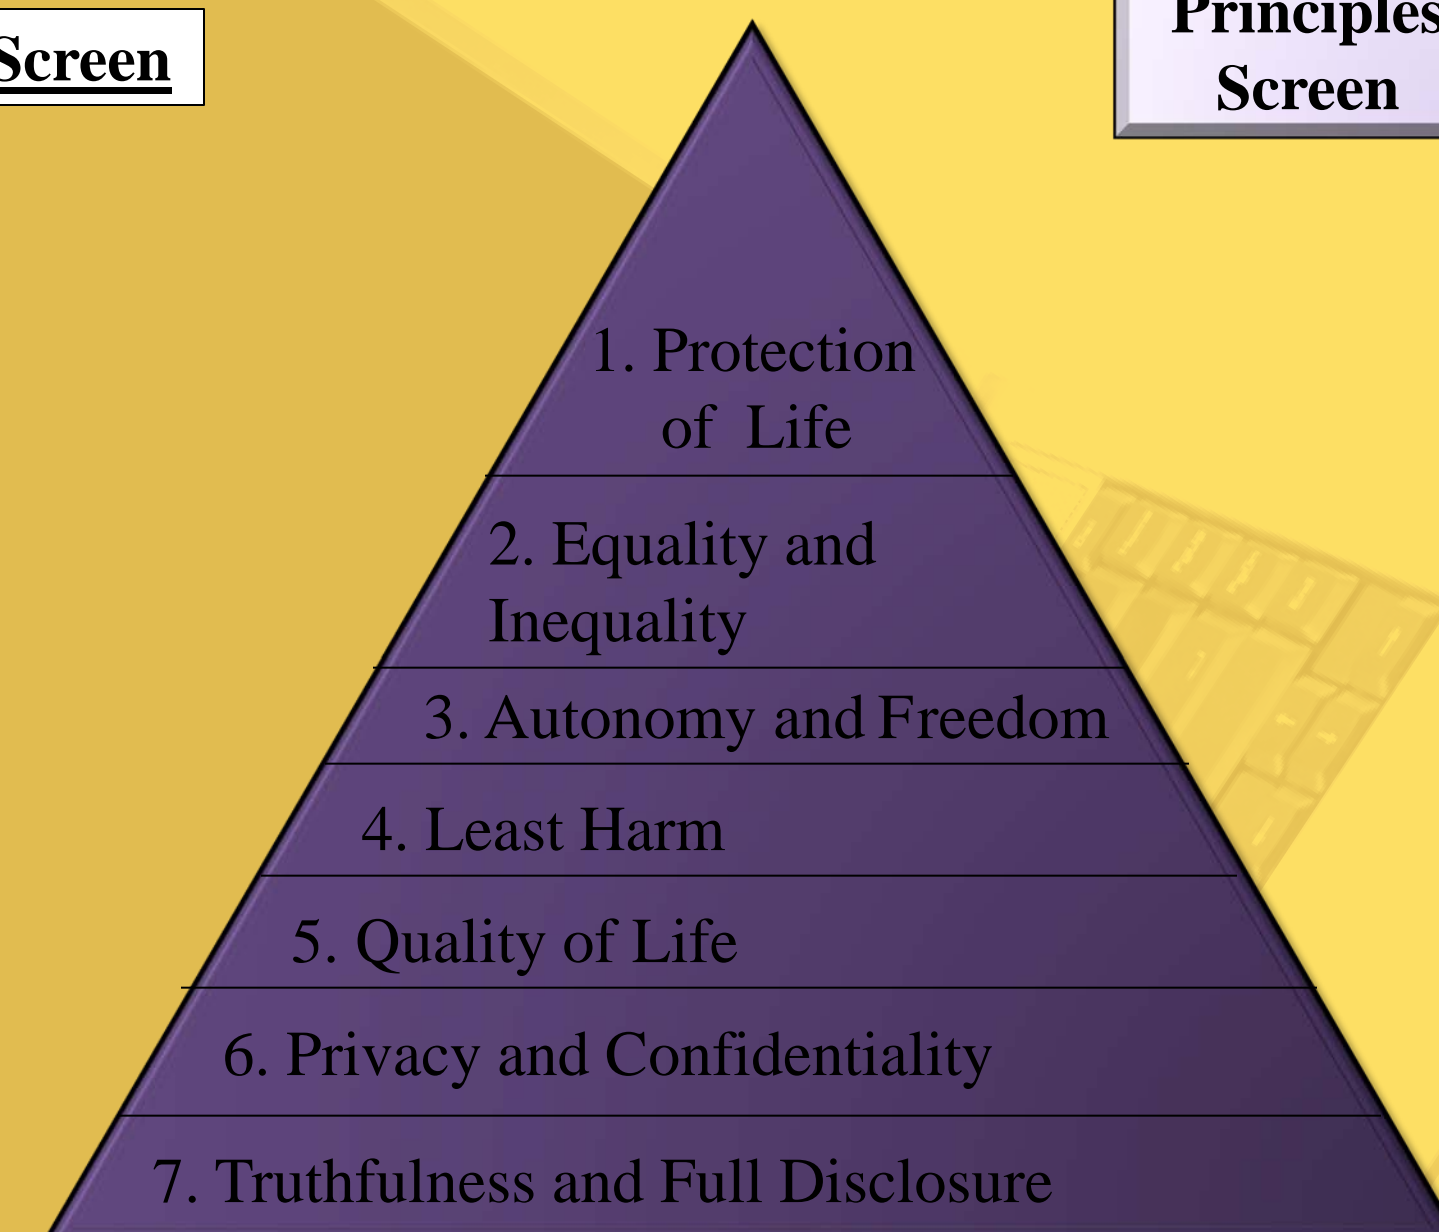 Screen
Principles
Screen
1. Protection
of Life
2. Equality and
Inequality
3. Autonomy and Freedom
4. Least Harm
5. Quality of Life
6. Privacy and Confidentiality
7. Truthfulness and Full Disclosure